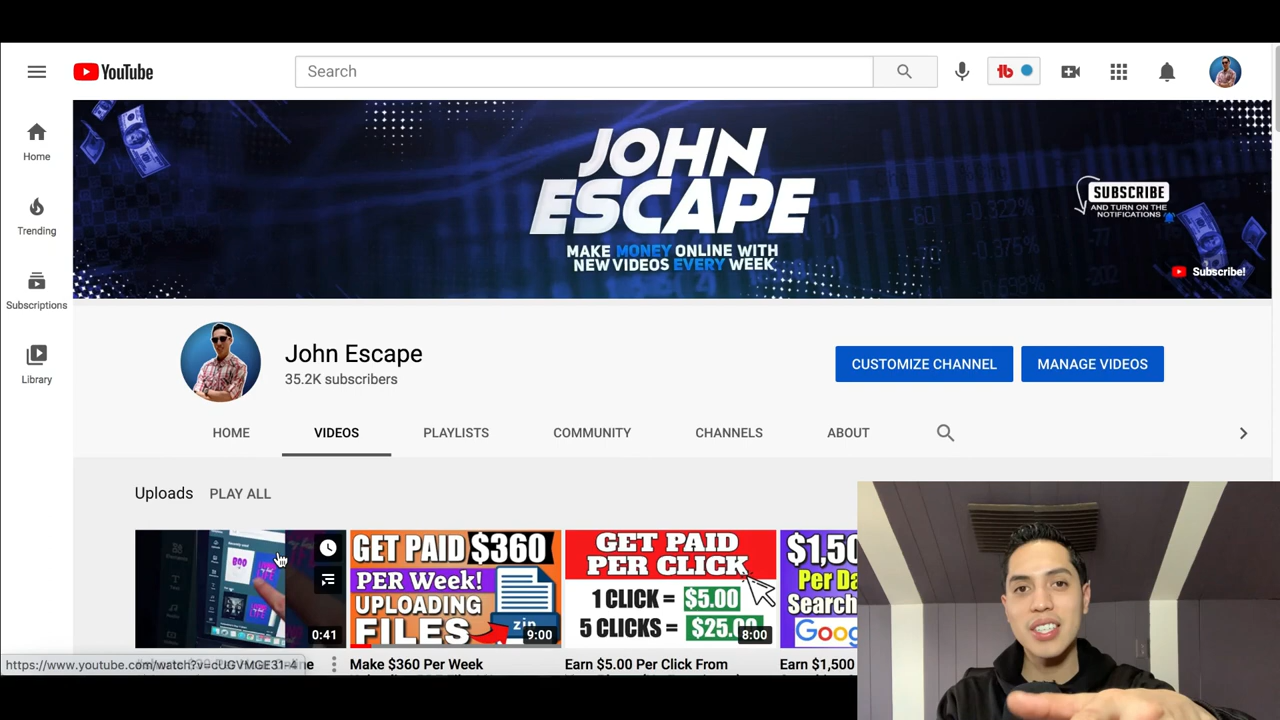 YouTube
Search
tb
Home
Trending
Subscriptions
Library
JOHN
ESCAPE
MAKE MONEY ONLINE WITH
NEW VIDEOS EVERY WEEK
SUBSCRIBE
AND TURN ON THE
NOTIFICATIONS
Subscribe!
John Escape
35.2K subscribers
CUSTOMIZE CHANNEL
MANAGE VIDEOS
HOME
VIDEOS
PLAYLISTS
COMMUNITY
CHANNELS
ABOUT
Uploads
PLAY ALL
0:41
GET PAID $360
PER Week!
UPLOADING
FILES
zip
9:00
GET PAID
PER CLICK
1 CLICK = $5.00
5 CLICKS = $25.00
8:00
$1,50
Per Da
Search
Goog
Make $360 Per Week
Earn $5.00 Per Click From
Earn $1,500